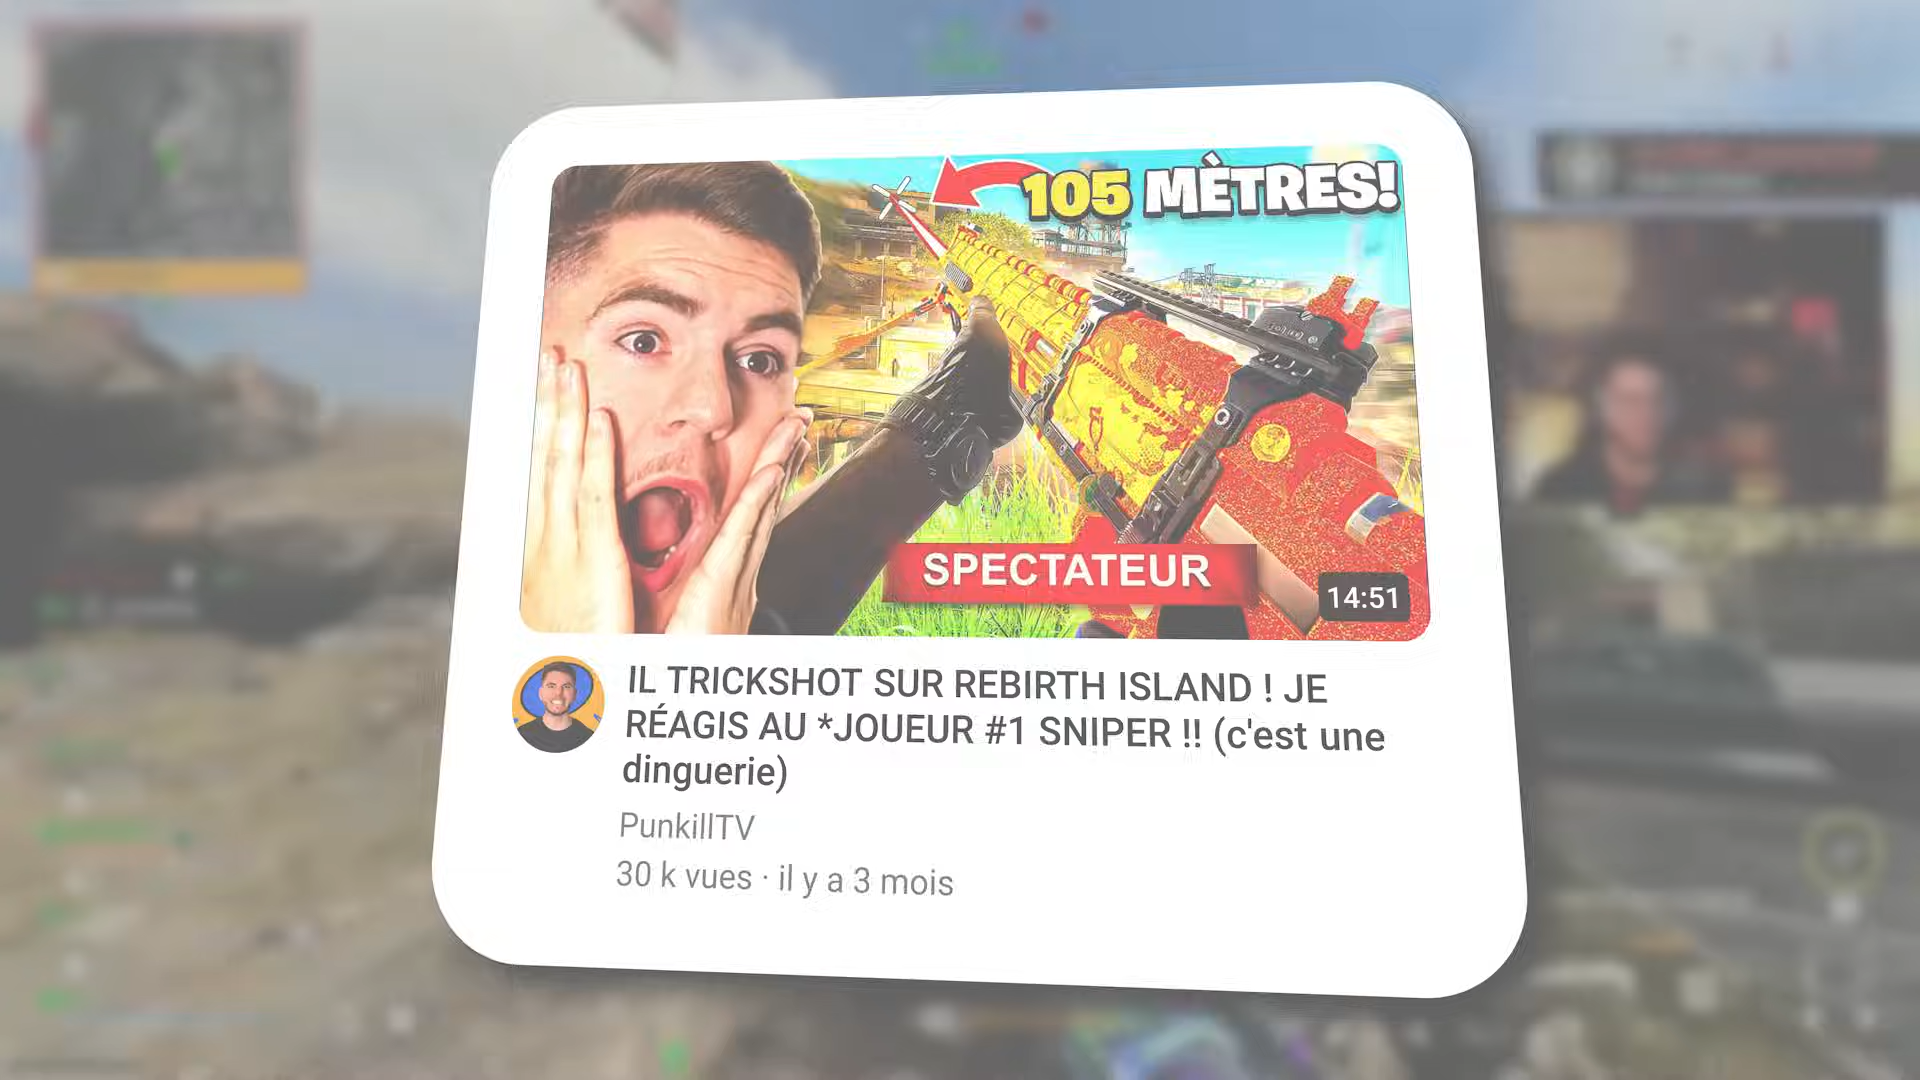 105 MÈTRES!
SPECTATEUR
14:51
IL TRICKSHOT SUR REBIRTH ISLAND ! JE
RÉAGIS AU *JOUEUR #1 SNIPER !! (c'est une
dinguerie)
PunkillTV
30 k vues · il y a 3 mois